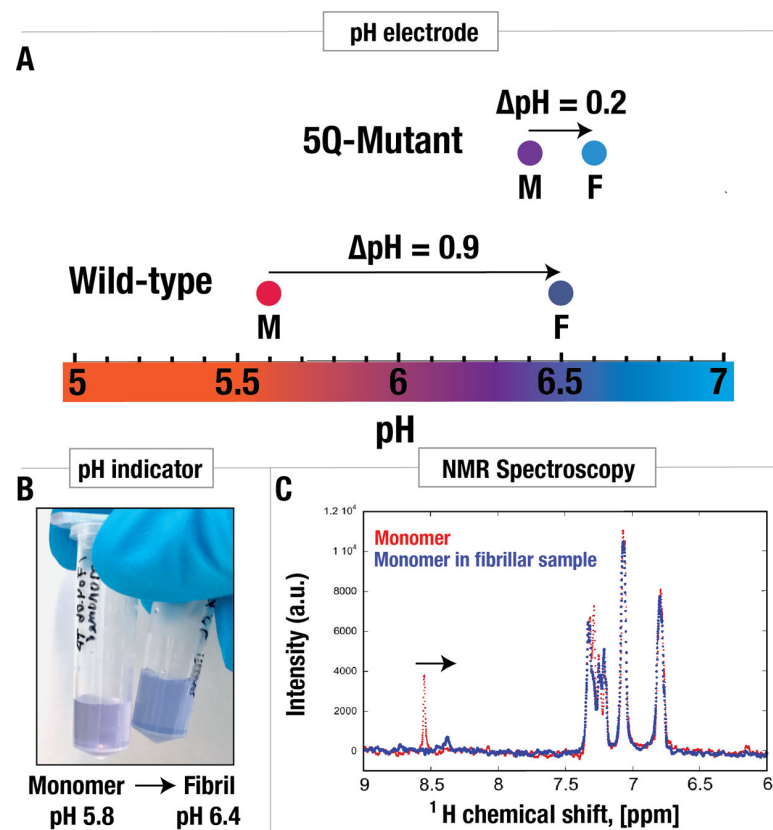 pH electrode
A
ΔpH = 0.2
5Q-Mutant
M F
ΔpH = 0.9
Wild-type
M F
5 5.5 6 6.5 7
pH
pH indicator
NMR Spectroscopy
B
Monomer → Fibril
pH 5.8 pH 6.4
C
Monomer
Monomer in fibrillar sample
Intensity (a.u.)
1.2 10⁴
1 10⁴
8000
6000
4000
2000
0
9 8.5 8 7.5 7 6.5 6
¹H chemical shift, [ppm]